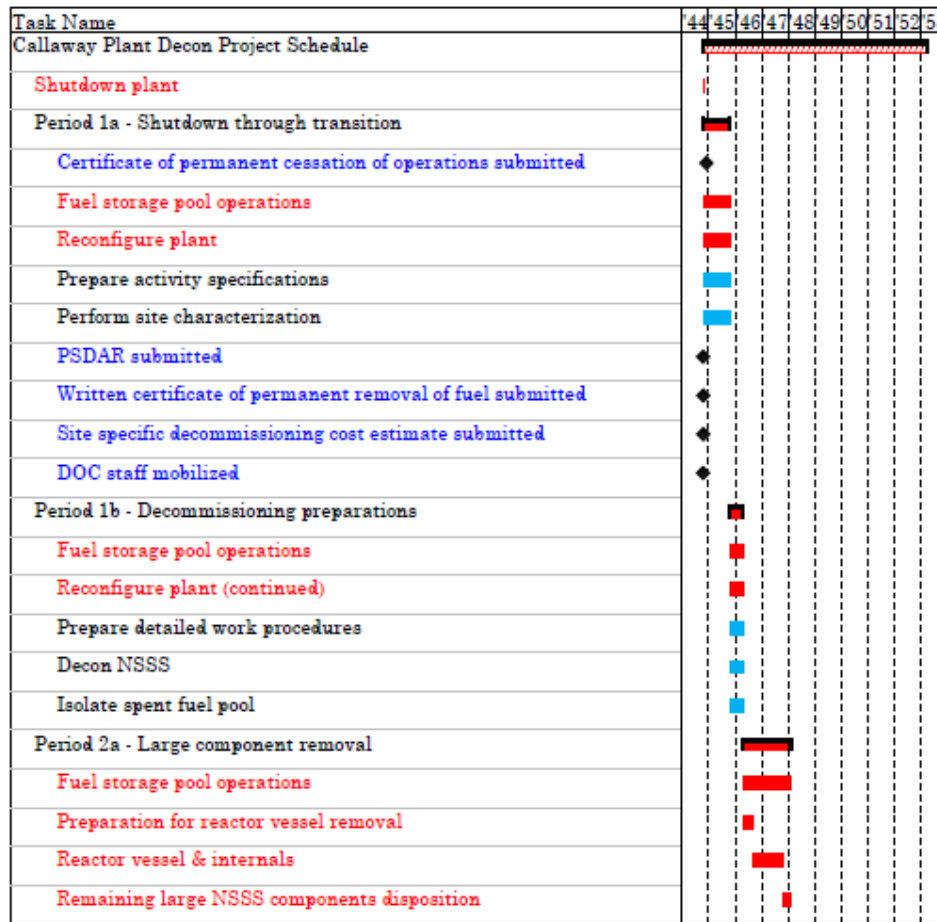 Task Name '44'45'46'47'48'49'50'51'52'5
Callaway Plant Decon Project Schedule
Shutdown plant
Period 1a - Shutdown through transition
Certificate of permanent cessation of operations submitted
Fuel storage pool operations
Reconfigure plant
Prepare activity specifications
Perform site characterization
PSDAR submitted
Written certificate of permanent removal of fuel submitted
Site specific decommissioning cost estimate submitted
DOC staff mobilized
Period 1b - Decommissioning preparations
Fuel storage pool operations
Reconfigure plant (continued)
Prepare detailed work procedures
Decon NSSS
Isolate spent fuel pool
Period 2a - Large component removal
Fuel storage pool operations
Preparation for reactor vessel removal
Reactor vessel & internals
Remaining large NSSS components disposition